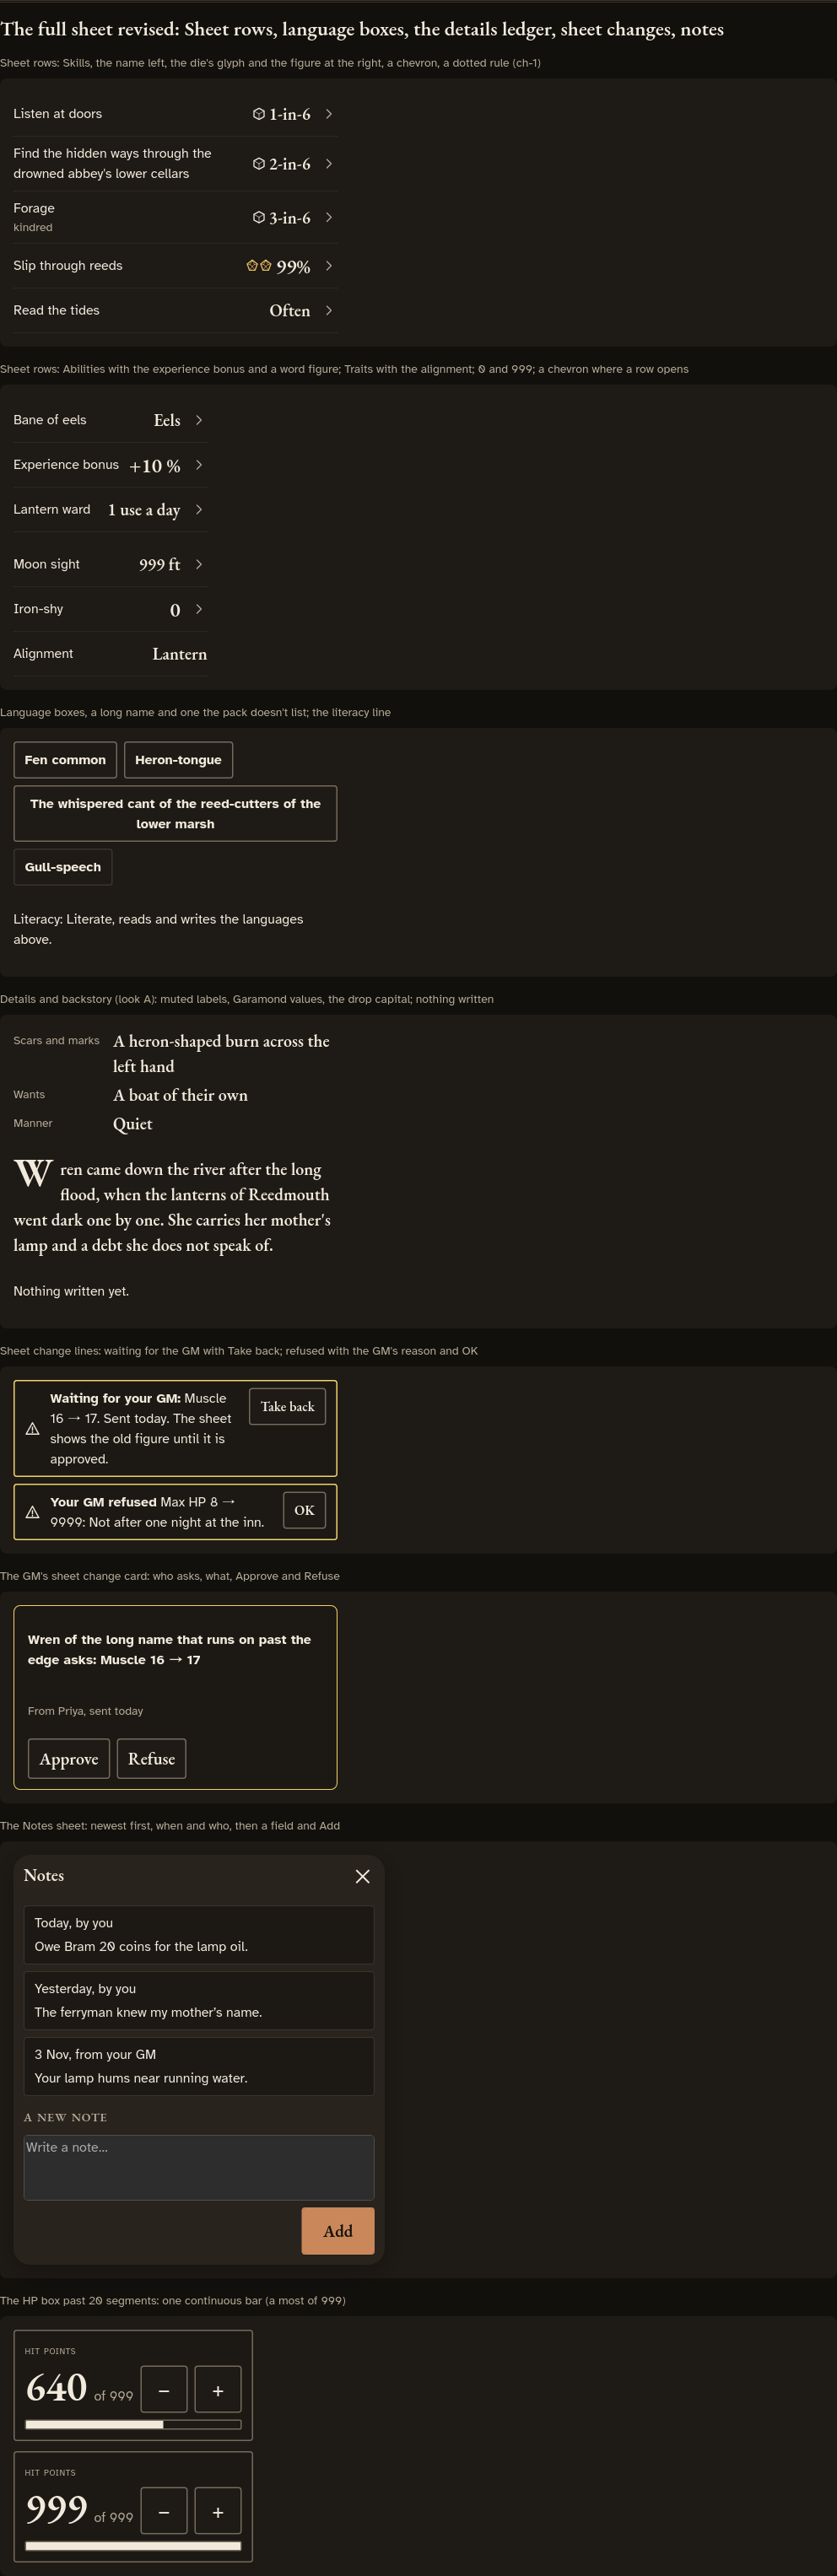 The full sheet revised: Sheet rows, language boxes, the details ledger, sheet changes, notes
Sheet rows: Skills, the name left, the die's glyph and the figure at the right, a chevron, a dotted rule (ch-1)
Listen at doors 1-in-6
Find the hidden ways through the
drowned abbey's lower cellars 2-in-6
Forage 3-in-6
kindred
Slip through reeds 99%
Read the tides Often
Sheet rows: Abilities with the experience bonus and a word figure; Traits with the alignment; 0 and 999; a chevron where a row opens
Bane of eels Eels
Experience bonus +10 %
Lantern ward 1 use a day
Moon sight 999 ft
Iron-shy 0
Alignment Lantern
Language boxes, a long name and one the pack doesn't list; the literacy line
Fen common Heron-tongue
The whispered cant of the reed-cutters of the
lower marsh
Gull-speech
Literacy: Literate, reads and writes the languages
above.
Details and backstory (look A): muted labels, Garamond values, the drop capital; nothing written
Scars and marks A heron-shaped burn across the
left hand
Wants A boat of their own
Manner Quiet
Wren came down the river after the long
flood, when the lanterns of Reedmouth
went dark one by one. She carries her mother's
lamp and a debt she does not speak of.
Nothing written yet.
Sheet change lines: waiting for the GM with Take back; refused with the GM's reason and OK
Waiting for your GM: Muscle
16 → 17. Sent today. The sheet
shows the old figure until it is
approved.
Take back
Your GM refused Max HP 8 →
9999: Not after one night at the inn.
OK
The GM's sheet change card: who asks, what, Approve and Refuse
Wren of the long name that runs on past the
edge asks: Muscle 16 → 17
From Priya, sent today
Approve Refuse
The Notes sheet: newest first, when and who, then a field and Add
Notes
Today, by you
Owe Bram 20 coins for the lamp oil.
Yesterday, by you
The ferryman knew my mother's name.
3 Nov, from your GM
Your lamp hums near running water.
A NEW NOTE
Write a note...
Add
The HP box past 20 segments: one continuous bar (a most of 999)
HIT POINTS
640 of 999 − +
HIT POINTS
999 of 999 − +